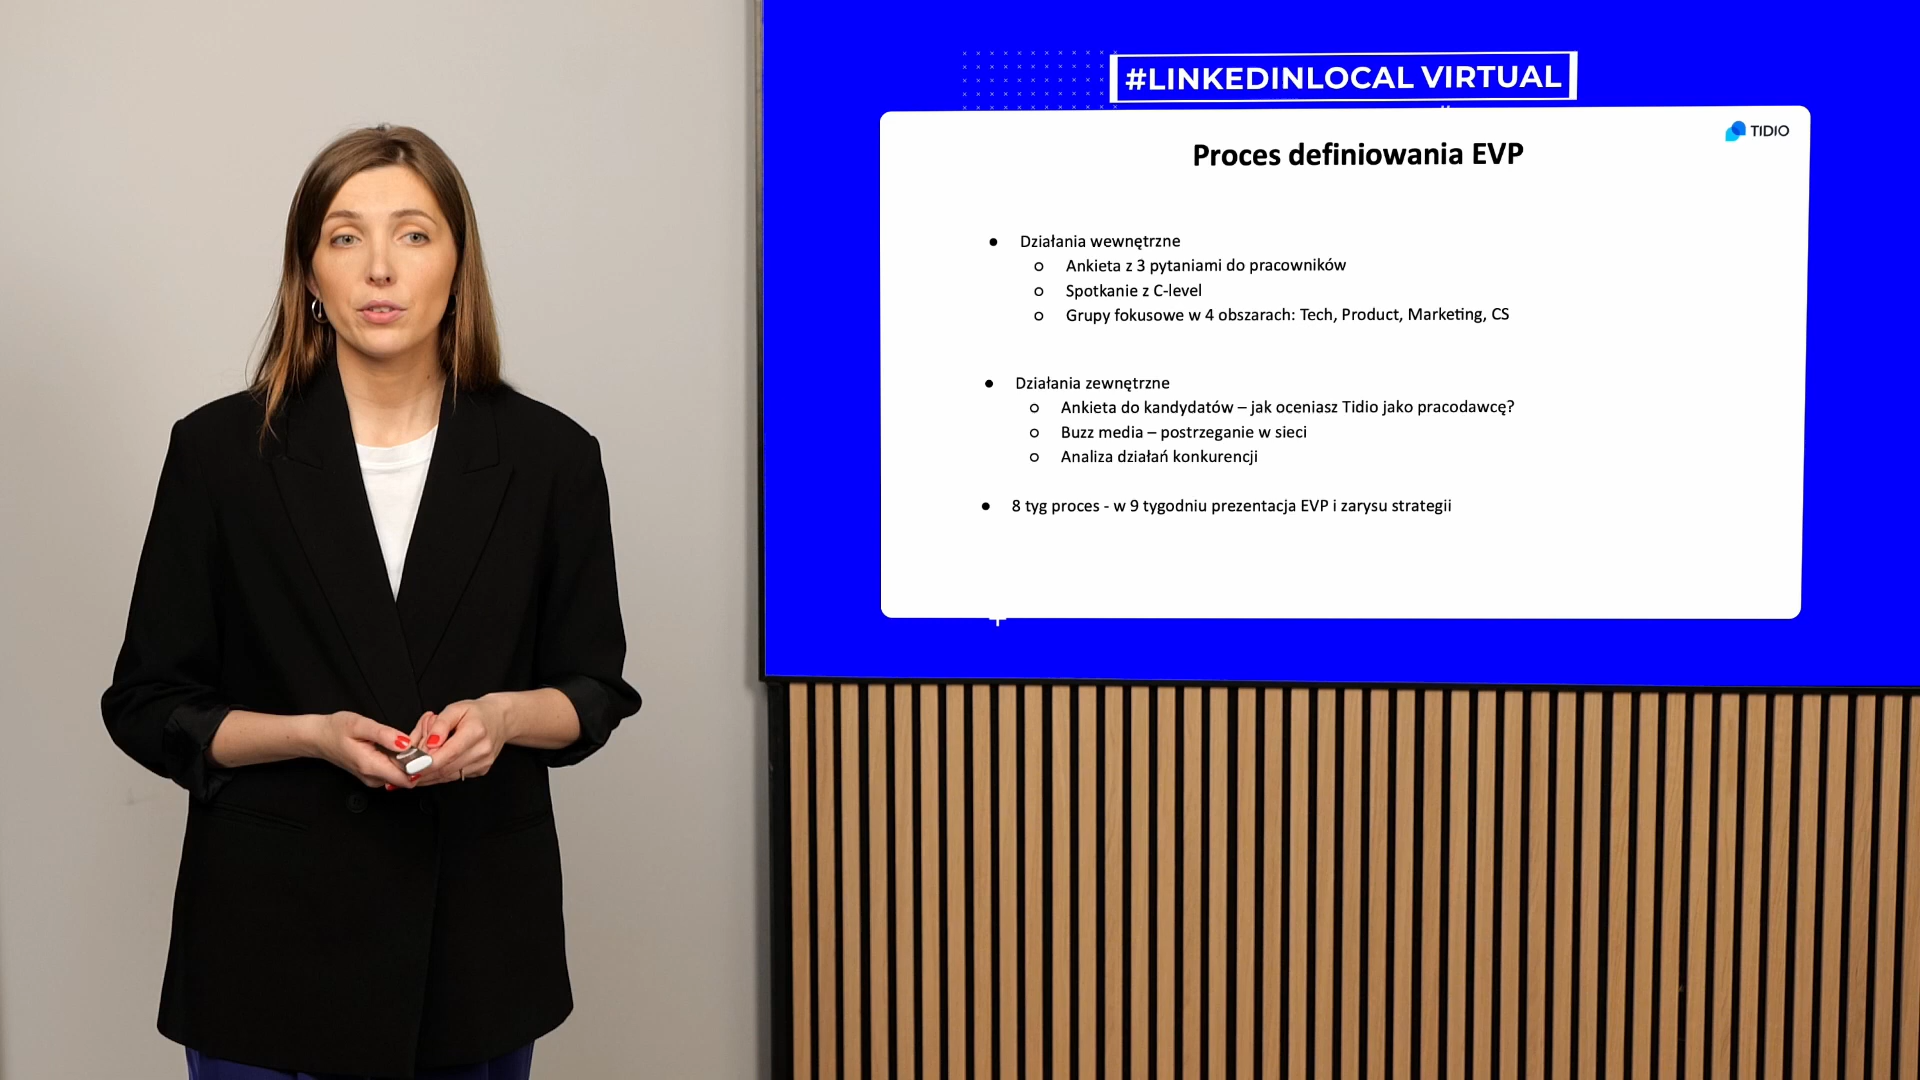 #LINKEDINLOCAL VIRTUAL
TIDIO
Proces definiowania EVP
● Działania wewnętrzne
○ Ankieta z 3 pytaniami do pracowników
○ Spotkanie z C-level
○ Grupy fokusowe w 4 obszarach: Tech, Product, Marketing, CS
● Działania zewnętrzne
○ Ankieta do kandydatów – jak oceniasz Tidio jako pracodawcę?
○ Buzz media – postrzeganie w sieci
○ Analiza działań konkurencji
● 8 tyg proces - w 9 tygodniu prezentacja EVP i zarysu strategii